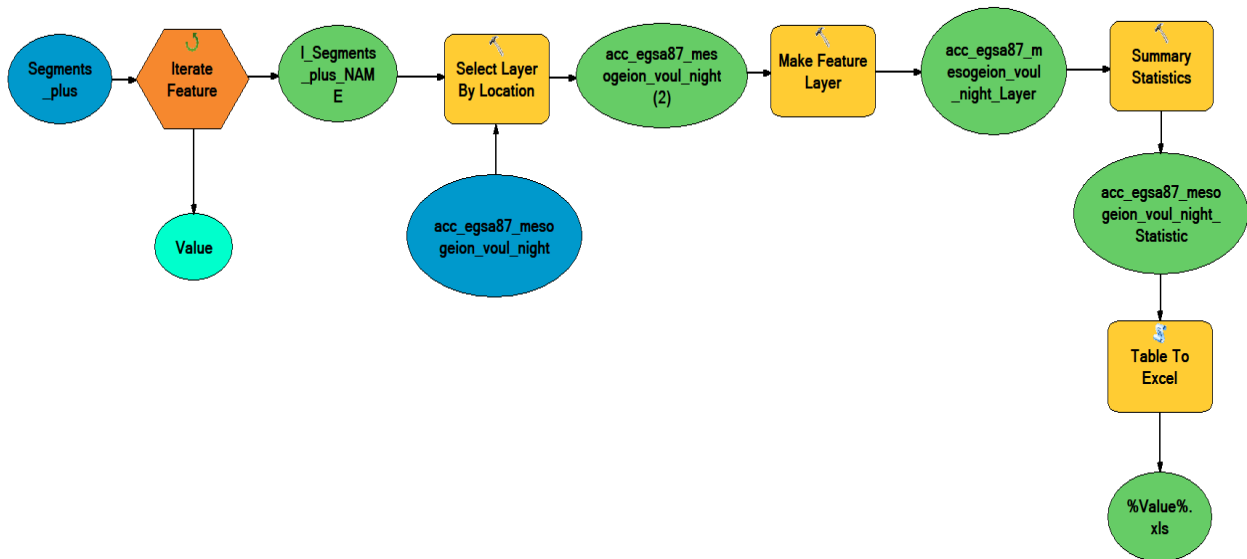 Segments
_plus
Iterate
Feature
I_Segments
_plus_NAM
E
Select Layer
By Location
acc_egsa87_mes
ogeion_voul_night
(2)
Make Feature
Layer
acc_egsa87_m
esogeion_voul
_night_Layer
Summary
Statistics
Value
acc_egsa87_meso
geion_voul_night
acc_egsa87_meso
geion_voul_night_
Statistic
Table To
Excel
%Value%.
xls